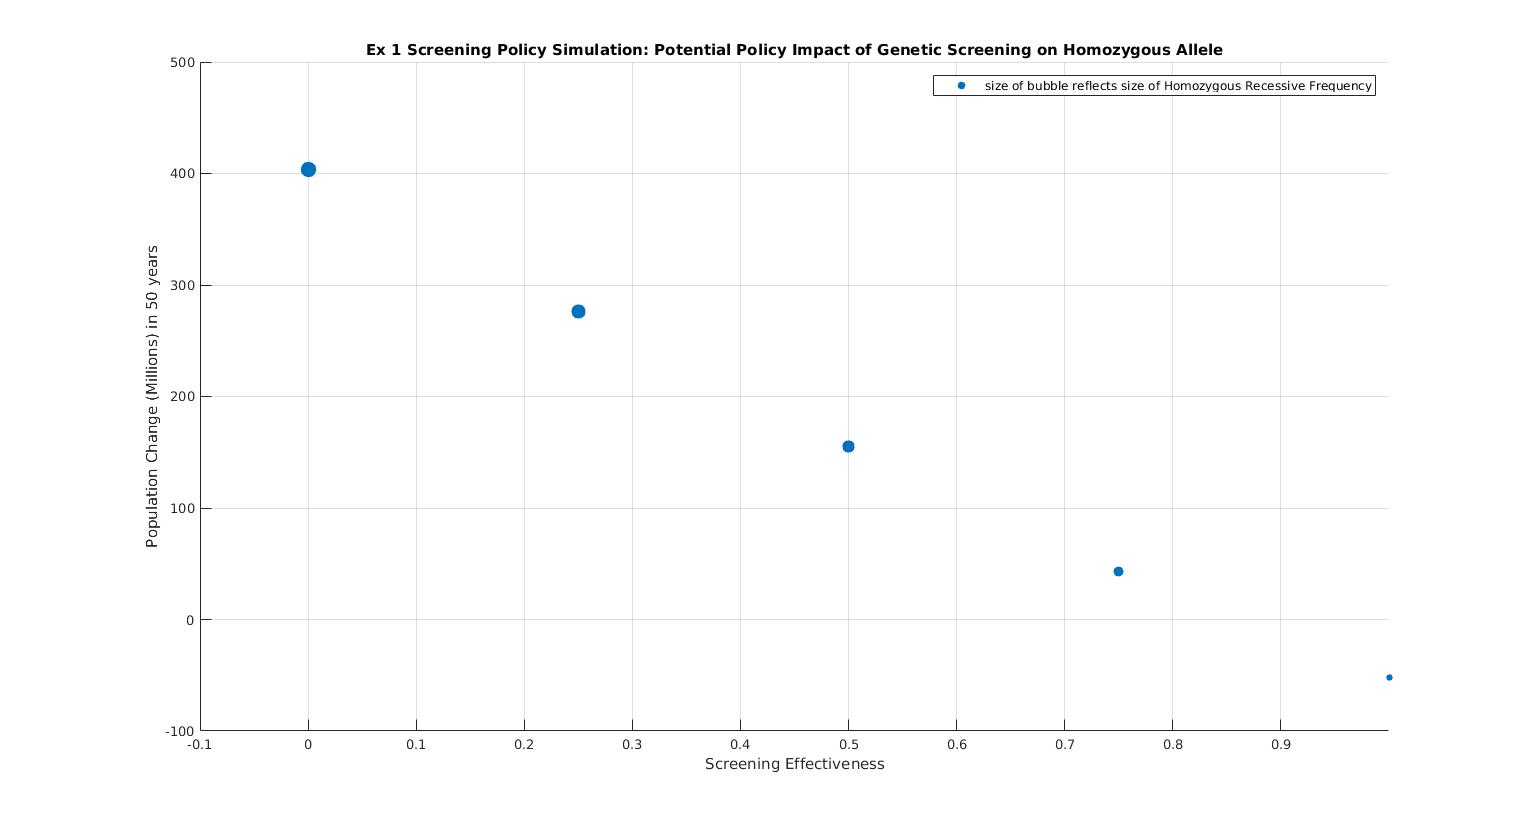 Ex 1 Screening Policy Simulation: Potential Policy Impact of Genetic Screening on Homozygous Allele
size of bubble reflects size of Homozygous Recessive Frequency
Population Change (Millions) in 50 years
500
400
300
200
100
0
-100
-0.1 0 0.1 0.2 0.3 0.4 0.5 0.6 0.7 0.8 0.9
Screening Effectiveness